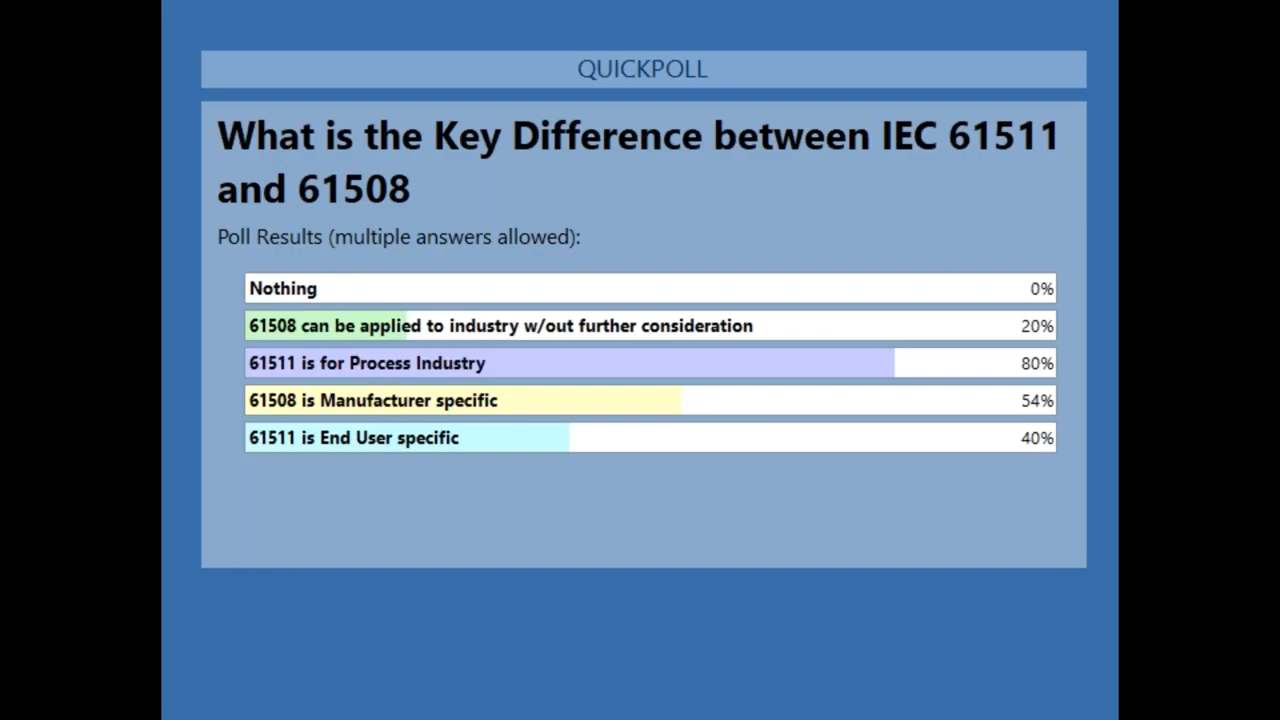 QUICKPOLL
What is the Key Difference between IEC 61511
and 61508
Poll Results (multiple answers allowed):
Nothing 0%
61508 can be applied to industry w/out further consideration 20%
61511 is for Process Industry 80%
61508 is Manufacturer specific 54%
61511 is End User specific 40%